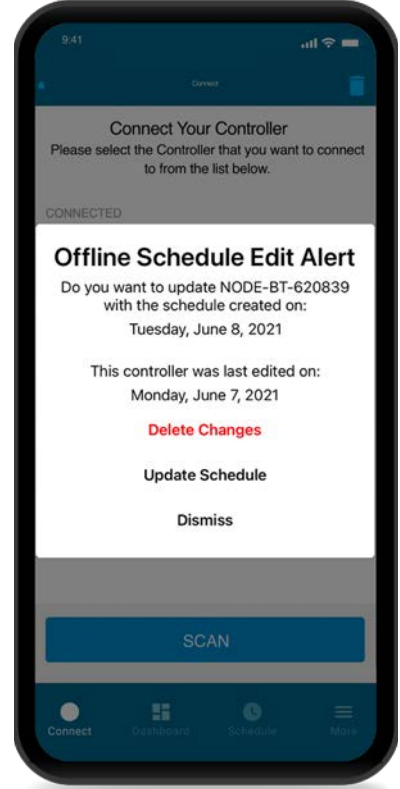 9:41
Connect
Connect Your Controller
Please select the Controller that you want to connect
to from the list below.
CONNECTED
Offline Schedule Edit Alert
Do you want to update NODE-BT-620839
with the schedule created on:
Tuesday, June 8, 2021
This controller was last edited on:
Monday, June 7, 2021
Delete Changes
Update Schedule
Dismiss
SCAN
Connect Dashboard Schedule More